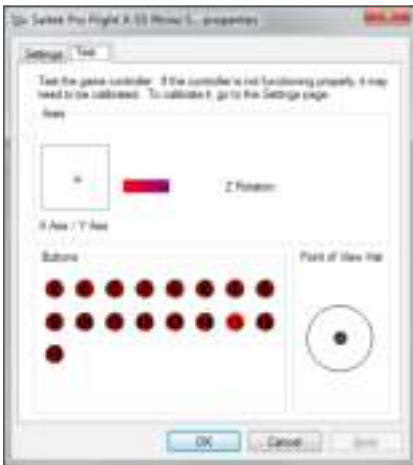 Saitek Pro Flight X-55 Rhino S... properties
Settings Test
Test the game controller. If the controller is not functioning properly, it may
need to be calibrated. To calibrate it, go to the Settings page.
Axes
Z Rotation
X Axis / Y Axis
Buttons
Point of View Hat
OK Cancel Apply